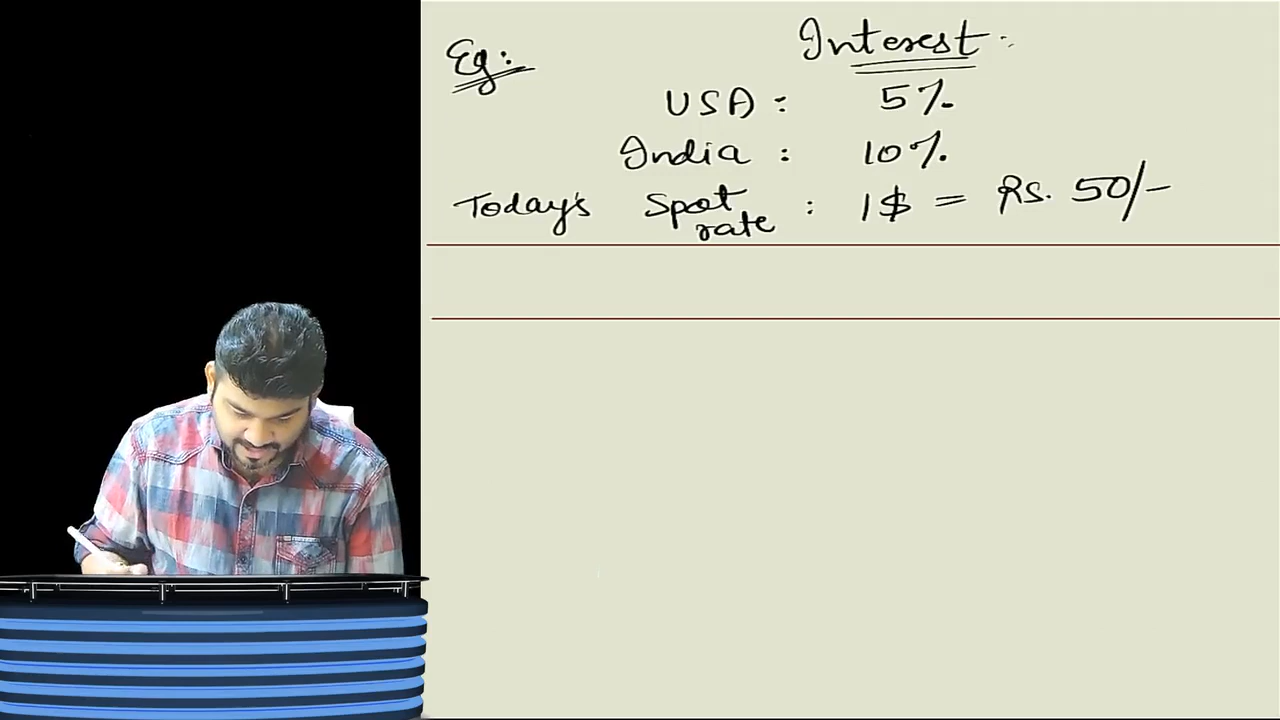 Eg:
Interest:
USA : 5%
India : 10%
Today's Spot rate : 1$ = Rs. 50/-